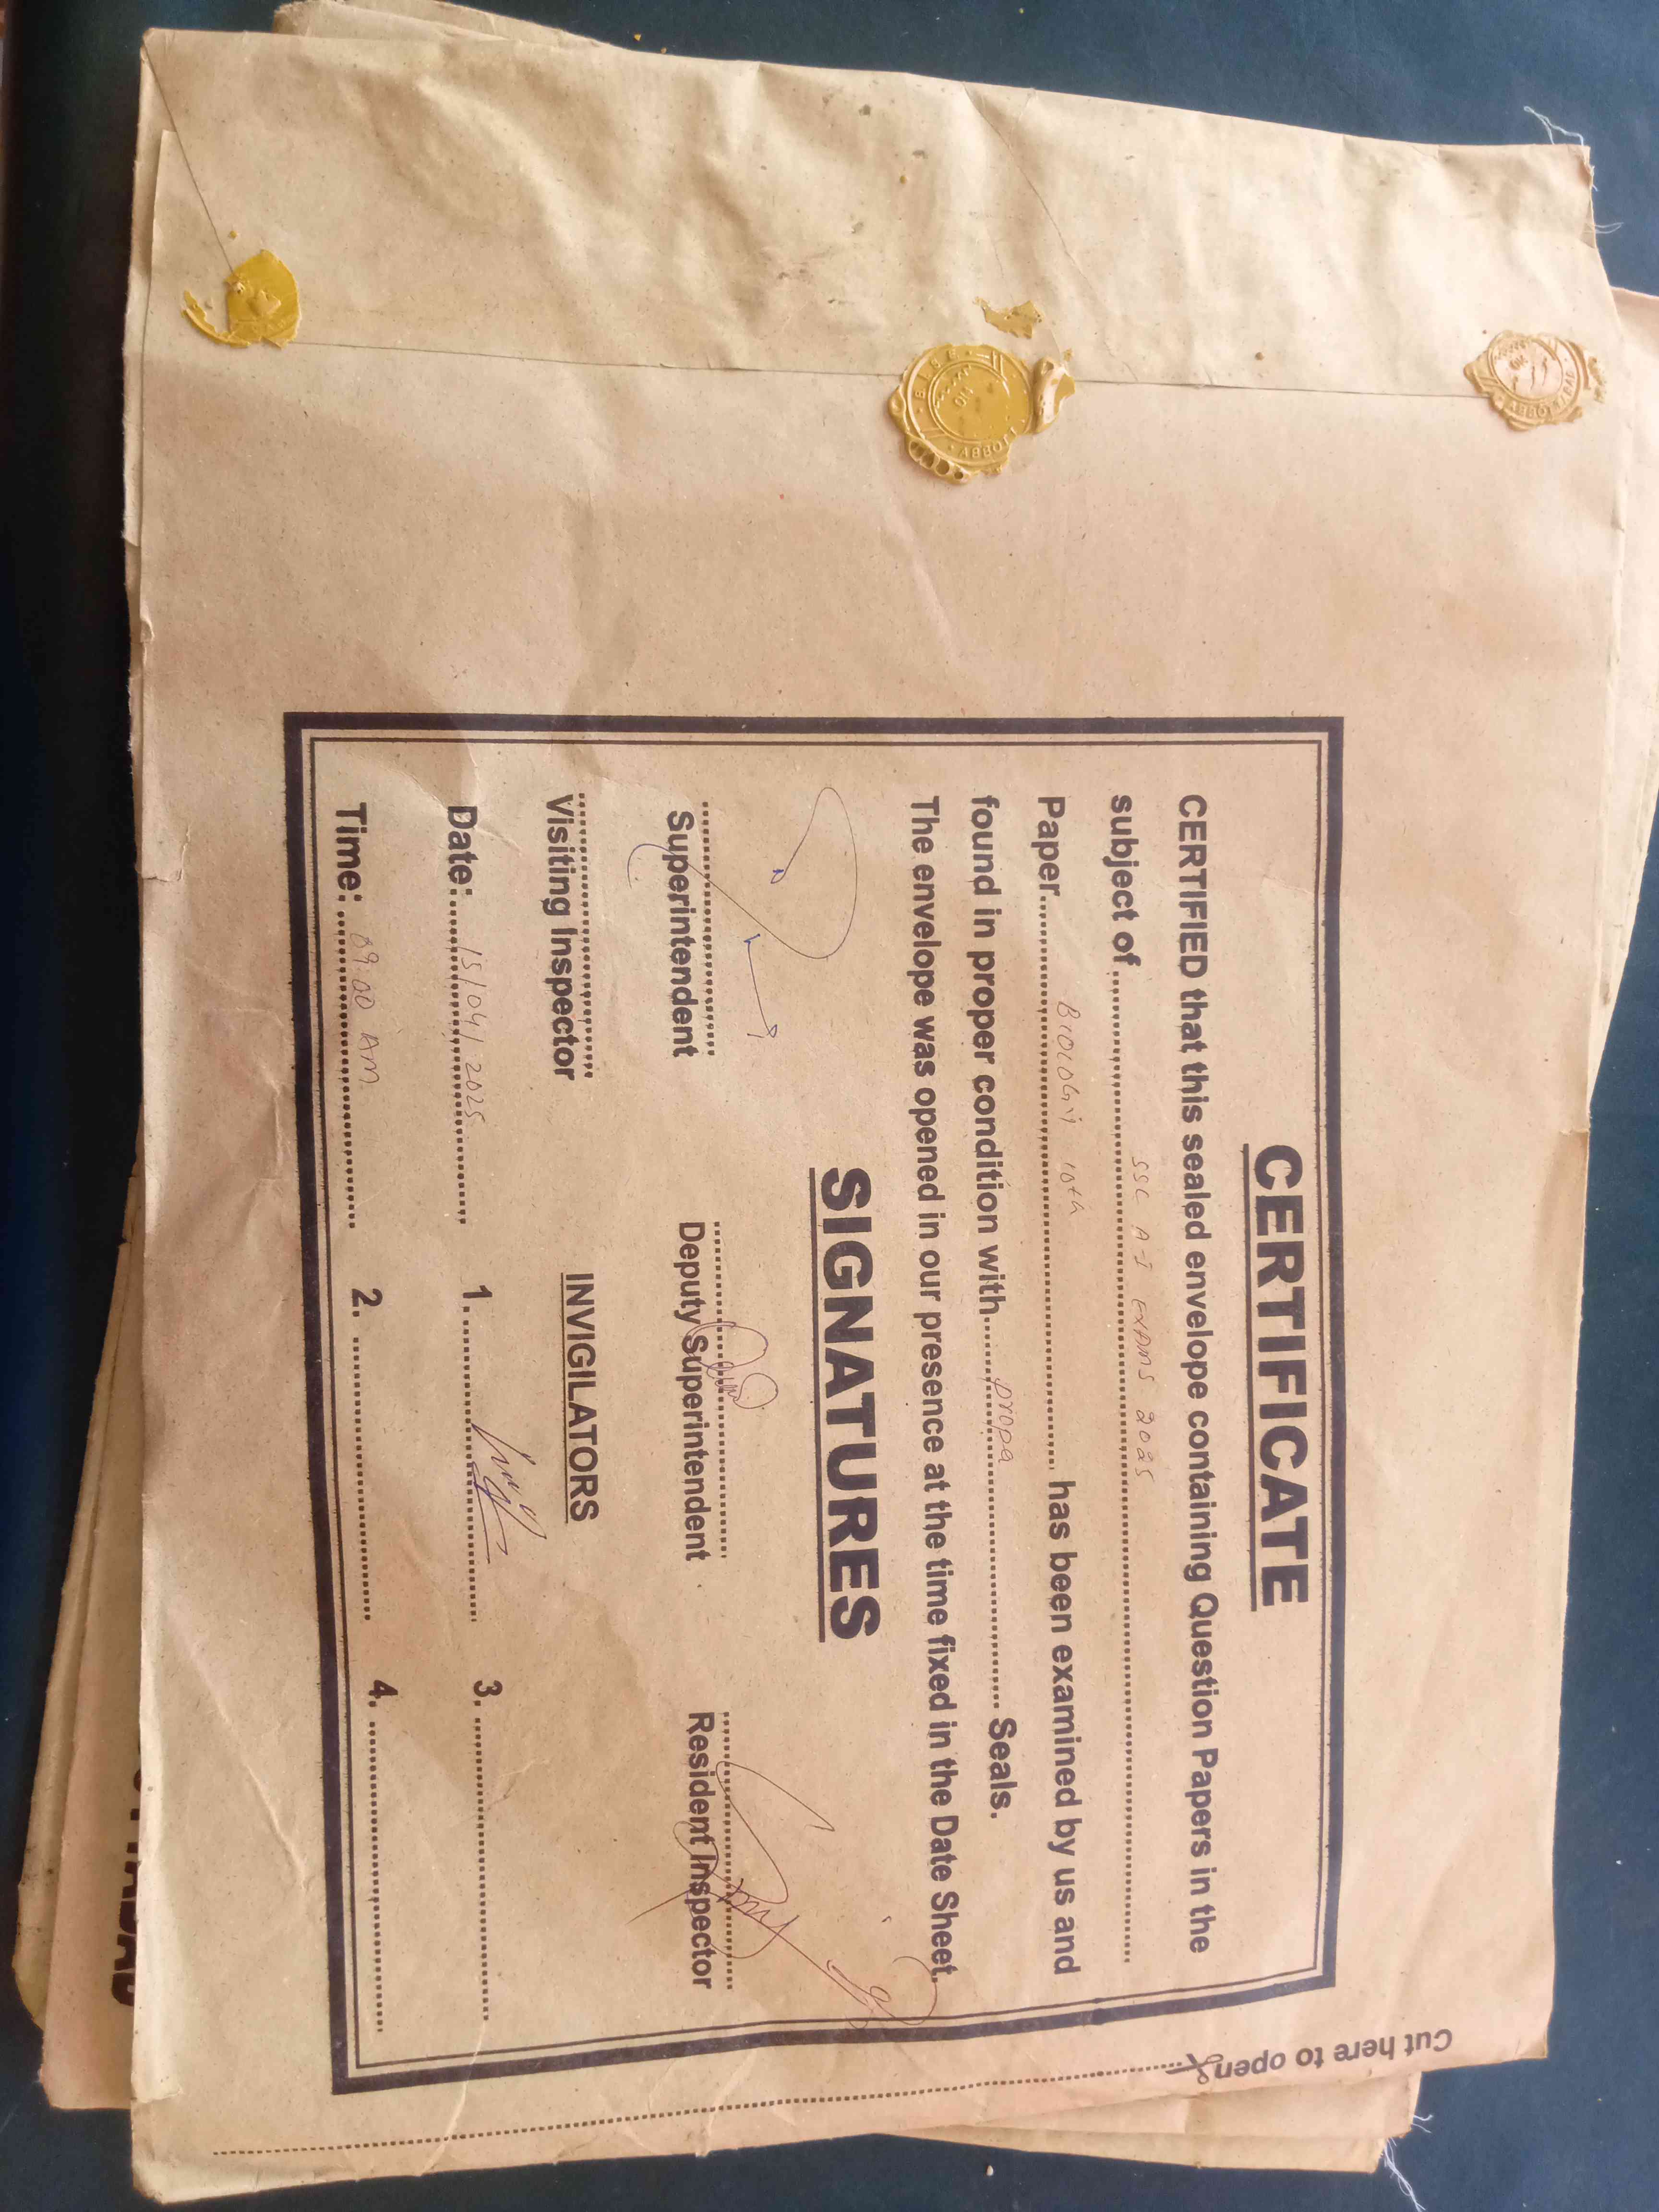 CERTIFICATE
CERTIFIED that this sealed envelope containing Question Papers in the
subject of.......... SSC A-I EXAMS 2025 ..........
Paper.......... BIOLOGY 10th .......... has been examined by us and
found in proper condition with.......... propa .......... Seals.
The envelope was opened in our presence at the time fixed in the Date Sheet.
SIGNATURES
Superintendent Deputy Superintendent Resident Inspector
Visiting Inspector
INVIGILATORS
Date:.......... 15/04/2025 .......... 1. .......... 3. ..........
Time:.......... 09:00 AM .......... 2. .......... 4. ..........
Cut here to open
B.I.S.E ABBOTT
ABBOTTABAD